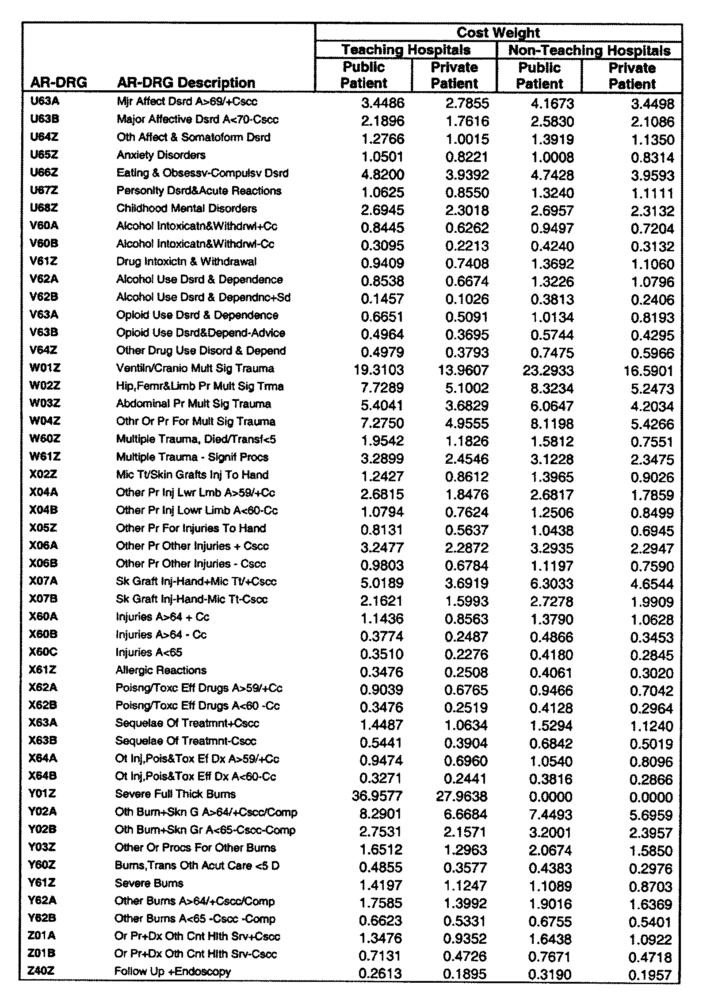 Cost Weight
Teaching Hospitals Non-Teaching Hospitals
Public Private Public Private
AR-DRG AR-DRG Description Patient Patient Patient Patient
U63A Mjr Affect Dsrd A>69/+Cscc 3.4486 2.7855 4.1673 3.4498
U63B Major Affective Dsrd A<70-Cscc 2.1896 1.7616 2.5830 2.1086
U64Z Oth Affect & Somatoform Dsrd 1.2766 1.0015 1.3919 1.1350
U65Z Anxiety Disorders 1.0501 0.8221 1.0008 0.8314
U66Z Eating & Obsessv-Compulsv Dsrd 4.8200 3.9392 4.7428 3.9593
U67Z Personlty Dsrd&Acute Reactions 1.0625 0.8550 1.3240 1.1111
U68Z Childhood Mental Disorders 2.6945 2.3018 2.6957 2.3132
V60A Alcohol Intoxicatn&Withdrwl+Cc 0.8445 0.6262 0.9497 0.7204
V60B Alcohol Intoxicatn&Withdrwl-Cc 0.3095 0.2213 0.4240 0.3132
V61Z Drug Intoxictn & Withdrawal 0.9409 0.7408 1.3692 1.1060
V62A Alcohol Use Dsrd & Dependence 0.8538 0.6674 1.3226 1.0796
V62B Alcohol Use Dsrd & Dependnc+Sd 0.1457 0.1026 0.3813 0.2406
V63A Opioid Use Dsrd & Dependence 0.6651 0.5091 1.0134 0.8193
V63B Opioid Use Dsrd&Depend-Advice 0.4964 0.3695 0.5744 0.4295
V64Z Other Drug Use Disord & Depend 0.4979 0.3793 0.7475 0.5966
W01Z Ventiln/Cranio Mult Sig Trauma 19.3103 13.9607 23.2933 16.5901
W02Z Hip,Femr&Limb Pr Mult Sig Trma 7.7289 5.1002 8.3234 5.2473
W03Z Abdominal Pr Mult Sig Trauma 5.4041 3.6829 6.0647 4.2034
W04Z Othr Or Pr For Mult Sig Trauma 7.2750 4.9555 8.1198 5.4266
W60Z Multiple Trauma, Died/Transf<5 1.9542 1.1826 1.5812 0.7551
W61Z Multiple Trauma - Signif Procs 3.2899 2.4546 3.1228 2.3475
X02Z Mic Tt/Skin Grafts Inj To Hand 1.2427 0.8612 1.3965 0.9026
X04A Other Pr Inj Lwr Lmb A>59/+Cc 2.6815 1.8476 2.6817 1.7859
X04B Other Pr Inj Lowr Limb A<60-Cc 1.0794 0.7624 1.2506 0.8499
X05Z Other Pr For Injuries To Hand 0.8131 0.5637 1.0438 0.6945
X06A Other Pr Other Injuries + Cscc 3.2477 2.2872 3.2935 2.2947
X06B Other Pr Other Injuries - Cscc 0.9803 0.6784 1.1197 0.7590
X07A Sk Graft Inj-Hand+Mic Tt/+Cscc 5.0189 3.6919 6.3033 4.6544
X07B Sk Graft Inj-Hand-Mic Tt-Cscc 2.1621 1.5993 2.7278 1.9909
X60A Injuries A>64 + Cc 1.1436 0.8563 1.3790 1.0628
X60B Injuries A>64 - Cc 0.3774 0.2487 0.4866 0.3453
X60C Injuries A<65 0.3510 0.2276 0.4180 0.2845
X61Z Allergic Reactions 0.3476 0.2508 0.4061 0.3020
X62A Poisng/Toxc Eff Drugs A>59/+Cc 0.9039 0.6765 0.9466 0.7042
X62B Poisng/Toxc Eff Drugs A<60 -Cc 0.3476 0.2519 0.4128 0.2964
X63A Sequelae Of Treatmnt+Cscc 1.4487 1.0634 1.5294 1.1240
X63B Sequelae Of Treatmnt-Cscc 0.5441 0.3904 0.6842 0.5019
X64A Ot Inj,Pois&Tox Ef Dx A>59/+Cc 0.9474 0.6960 1.0540 0.8096
X64B Ot Inj,Pois&Tox Eff Dx A<60-Cc 0.3271 0.2441 0.3816 0.2866
Y01Z Severe Full Thick Burns 36.9577 27.9638 0.0000 0.0000
Y02A Oth Burn+Skn G A>64/+Cscc/Comp 8.2901 6.6684 7.4493 5.6959
Y02B Oth Burn+Skn Gr A<65-Cscc-Comp 2.7531 2.1571 3.2001 2.3957
Y03Z Other Or Procs For Other Burns 1.6512 1.2963 2.0674 1.5850
Y60Z Burns,Trans Oth Acut Care <5 D 0.4855 0.3577 0.4383 0.2976
Y61Z Severe Burns 1.4197 1.1247 1.1089 0.8703
Y62A Other Burns A>64/+Cscc/Comp 1.7585 1.3992 1.9016 1.6369
Y62B Other Burns A<65 -Cscc -Comp 0.6623 0.5331 0.6755 0.5401
Z01A Or Pr+Dx Oth Cnt Hlth Srv+Cscc 1.3476 0.9352 1.6438 1.0922
Z01B Or Pr+Dx Oth Cnt Hlth Srv-Cscc 0.7131 0.4726 0.7671 0.4718
Z40Z Follow Up +Endoscopy 0.2613 0.1895 0.3190 0.1957